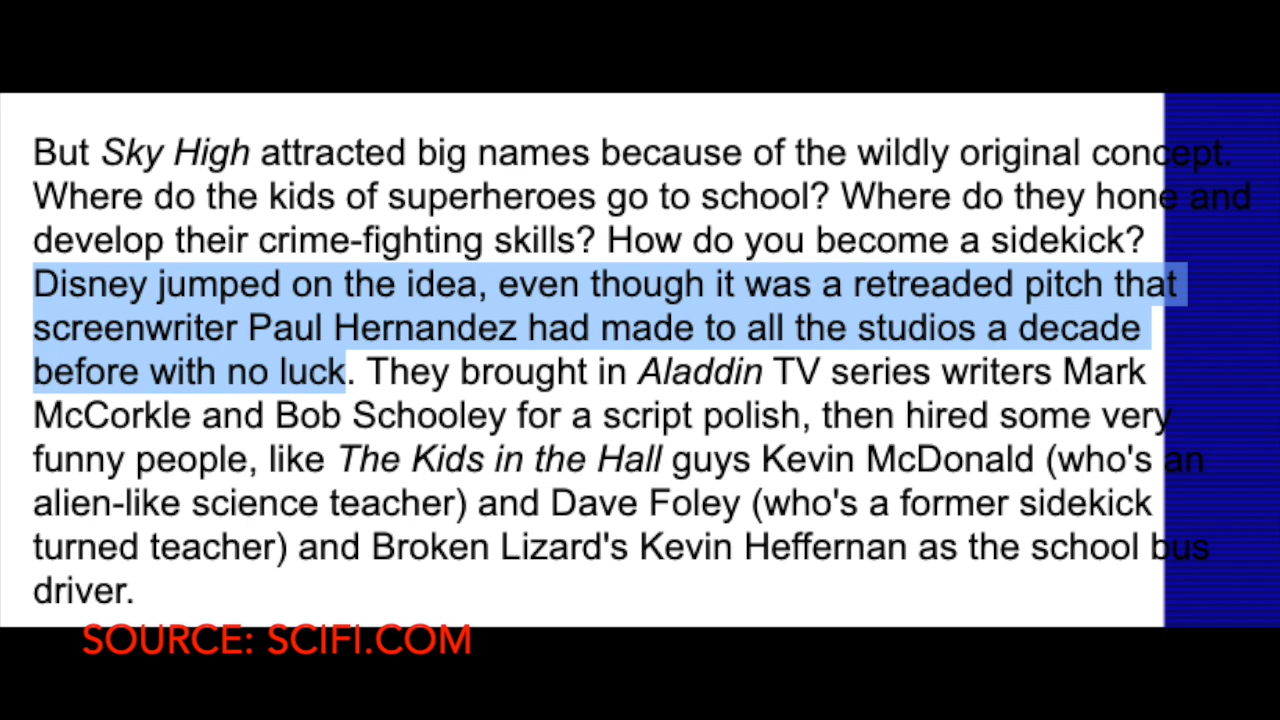 But Sky High attracted big names because of the wildly original concept.
Where do the kids of superheroes go to school? Where do they hone and
develop their crime-fighting skills? How do you become a sidekick?
Disney jumped on the idea, even though it was a retreaded pitch that
screenwriter Paul Hernandez had made to all the studios a decade
before with no luck. They brought in Aladdin TV series writers Mark
McCorkle and Bob Schooley for a script polish, then hired some very
funny people, like The Kids in the Hall guys Kevin McDonald (who's an
alien-like science teacher) and Dave Foley (who's a former sidekick
turned teacher) and Broken Lizard's Kevin Heffernan as the school bus
driver.
SOURCE: SCIFI.COM